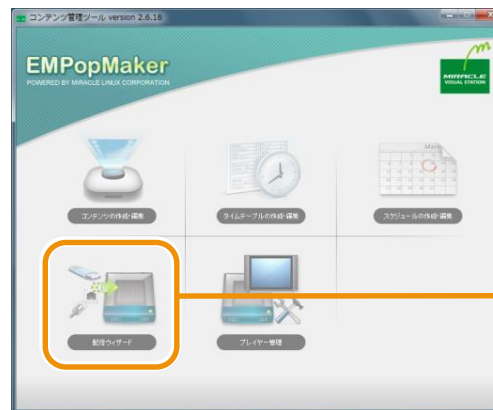 コンテンツ管理ツール version 2.6.18
EMPopMaker
POWERED BY MIRACLE LINUX CORPORATION
m
MIRACLE
VISUAL STATION
コンテンツの作成・編集
タイムテーブルの作成・編集
スケジュールの作成・編集
配信ウィザード
プレイヤー管理